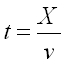 t = X / v